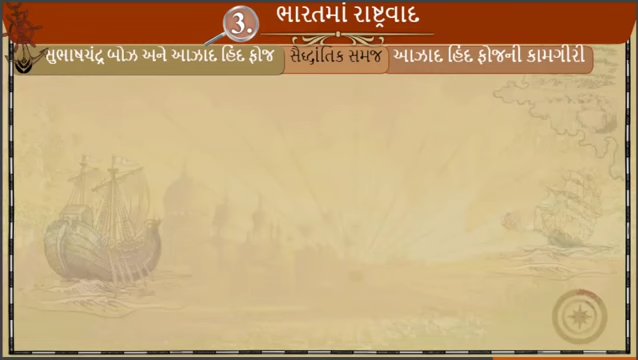 3. ભારતમાં રાષ્ટ્રવાદ
સુભાષચંદ્ર બોઝ અને આઝાદ હિંદ ફોજ સૈદ્ધાંતિક સમજ આઝાદ હિંદ ફોજની કામગીરી